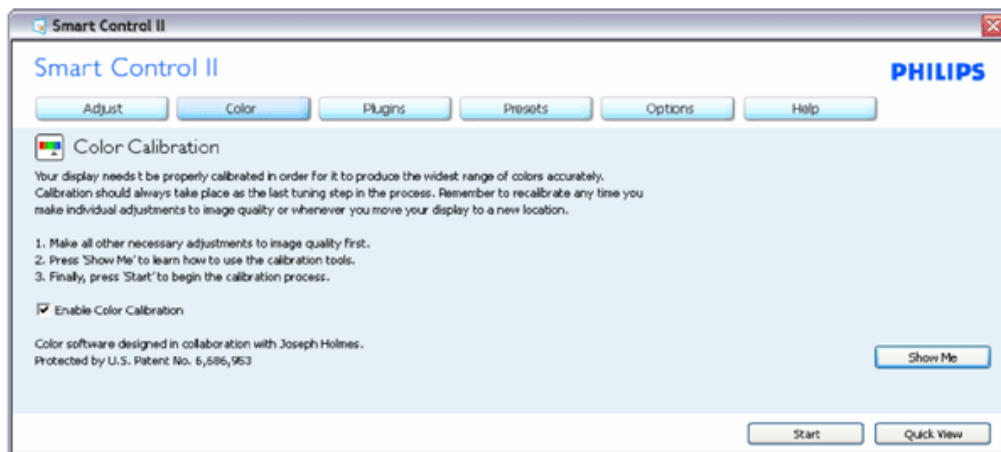 Smart Control II
Smart Control II
PHILIPS
Adjust Color Plugins Presets Options Help
Color Calibration
Your display needs t be properly calibrated in order for it to produce the widest range of colors accurately.
Calibration should always take place as the last tuning step in the process. Remember to recalibrate any time you
make individual adjustments to image quality or whenever you move your display to a new location.
1. Make all other necessary adjustments to image quality first.
2. Press 'Show Me' to learn how to use the calibration tools.
3. Finally, press 'Start' to begin the calibration process.
Enable Color Calibration
Color software designed in collaboration with Joseph Holmes.
Protected by U.S. Patent No. 6,686,953
Show Me
Start Quick View